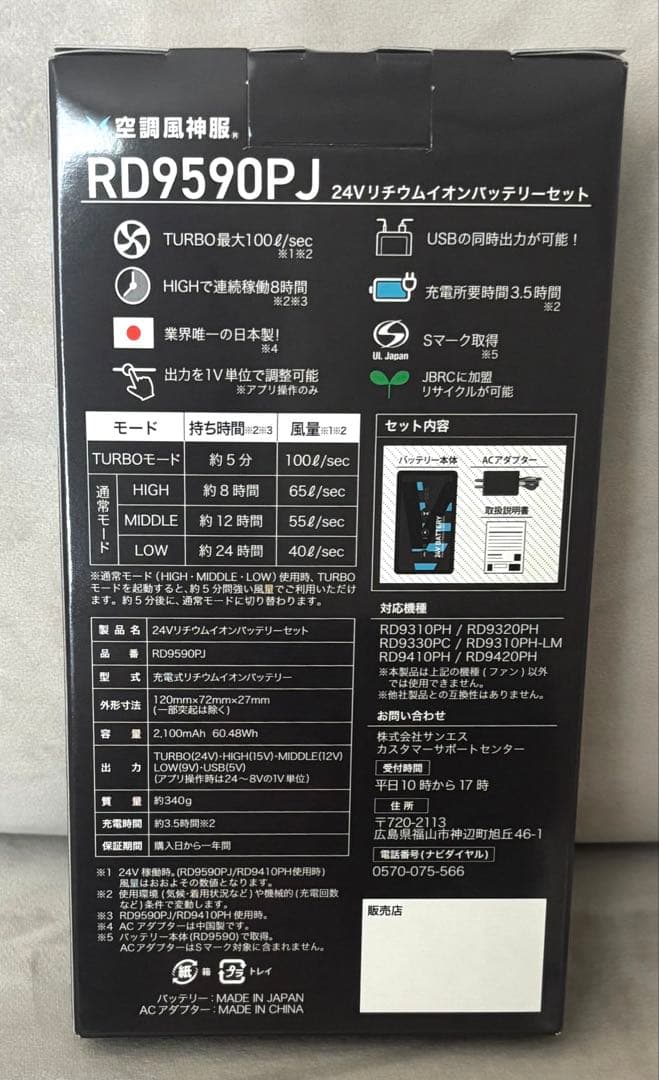 空調風神服®
RD9590PJ 24Vリチウムイオンバッテリーセット
TURBO最大100ℓ/sec
※1※2
USBの同時出力が可能!
HIGHで連続稼働8時間
※2※3
充電所要時間3.5時間
※2
業界唯一の日本製!
※4
UL Japan
Sマーク取得
※5
出力を1V単位で調整可能
※アプリ操作のみ
JBRCに加盟
リサイクルが可能
モード 持ち時間※2※3 風量※1※2
TURBOモード 約5分 100ℓ/sec
通常モード
HIGH 約8時間 65ℓ/sec
MIDDLE 約12時間 55ℓ/sec
LOW 約24時間 40ℓ/sec
※通常モード(HIGH・MIDDLE・LOW)使用時、TURBO
モードを起動すると、約5分間強い風量でご利用いただけ
ます。約5分後に、通常モードに切り替わります。
セット内容
バッテリー本体 ACアダプター
24V BATTERY
取扱説明書
製品名 24Vリチウムイオンバッテリーセット
品番 RD9590PJ
型式 充電式リチウムイオンバッテリー
外形寸法 120mm×72mm×27mm
(一部突起は除く)
容量 2,100mAh 60.48Wh
出力 TURBO(24V)・HIGH(15V)・MIDDLE(12V)
LOW(9V)・USB(5V)
(アプリ操作時は24〜8Vの1V単位)
質量 約340g
充電時間 約3.5時間※2
保証期間 購入日から一年間
※1 24V稼働時。(RD9590PJ/RD9410PH使用時)
風量はおおよその数値となります。
※2 使用環境(気候・着用状況など)や機械的(充電回数
など)条件で変動します。
※3 RD9590PJ/RD9410PH使用時。
※4 ACアダプターは中国製です。
※5 バッテリー本体(RD9590)で取得。
ACアダプターはSマーク対象に含まれません。
紙 箱 プラ トレイ
バッテリー:MADE IN JAPAN
ACアダプター:MADE IN CHINA
対応機種
RD9310PH / RD9320PH
RD9330PC / RD9310PH-LM
RD9410PH / RD9420PH
※本製品は上記の機種(ファン)以外
では使用できません。
※他社製品との互換性はありません。
お問い合わせ
株式会社サンエス
カスタマーサポートセンター
受付時間
平日10時から17時
住所
〒720-2113
広島県福山市神辺町旭丘46-1
電話番号(ナビダイヤル)
0570-075-566
販売店